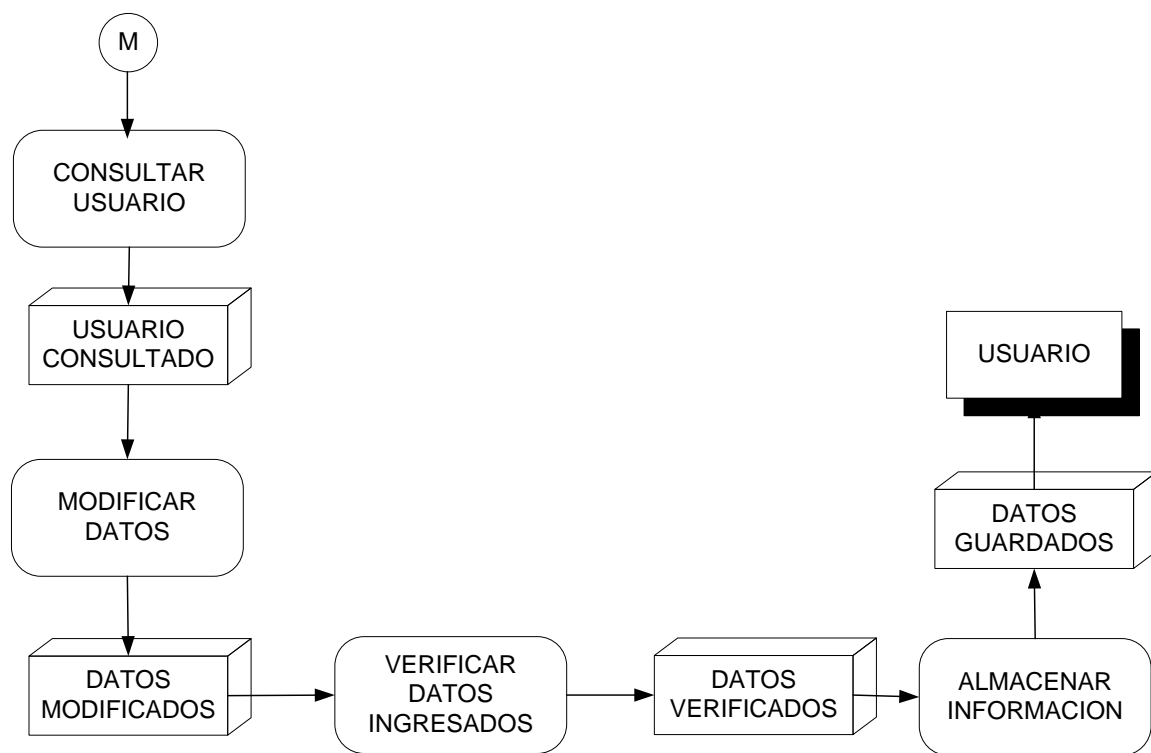 M
CONSULTAR
USUARIO
USUARIO
CONSULTADO
MODIFICAR
DATOS
DATOS
MODIFICADOS
VERIFICAR
DATOS
INGRESADOS
DATOS
VERIFICADOS
ALMACENAR
INFORMACION
DATOS
GUARDADOS
USUARIO